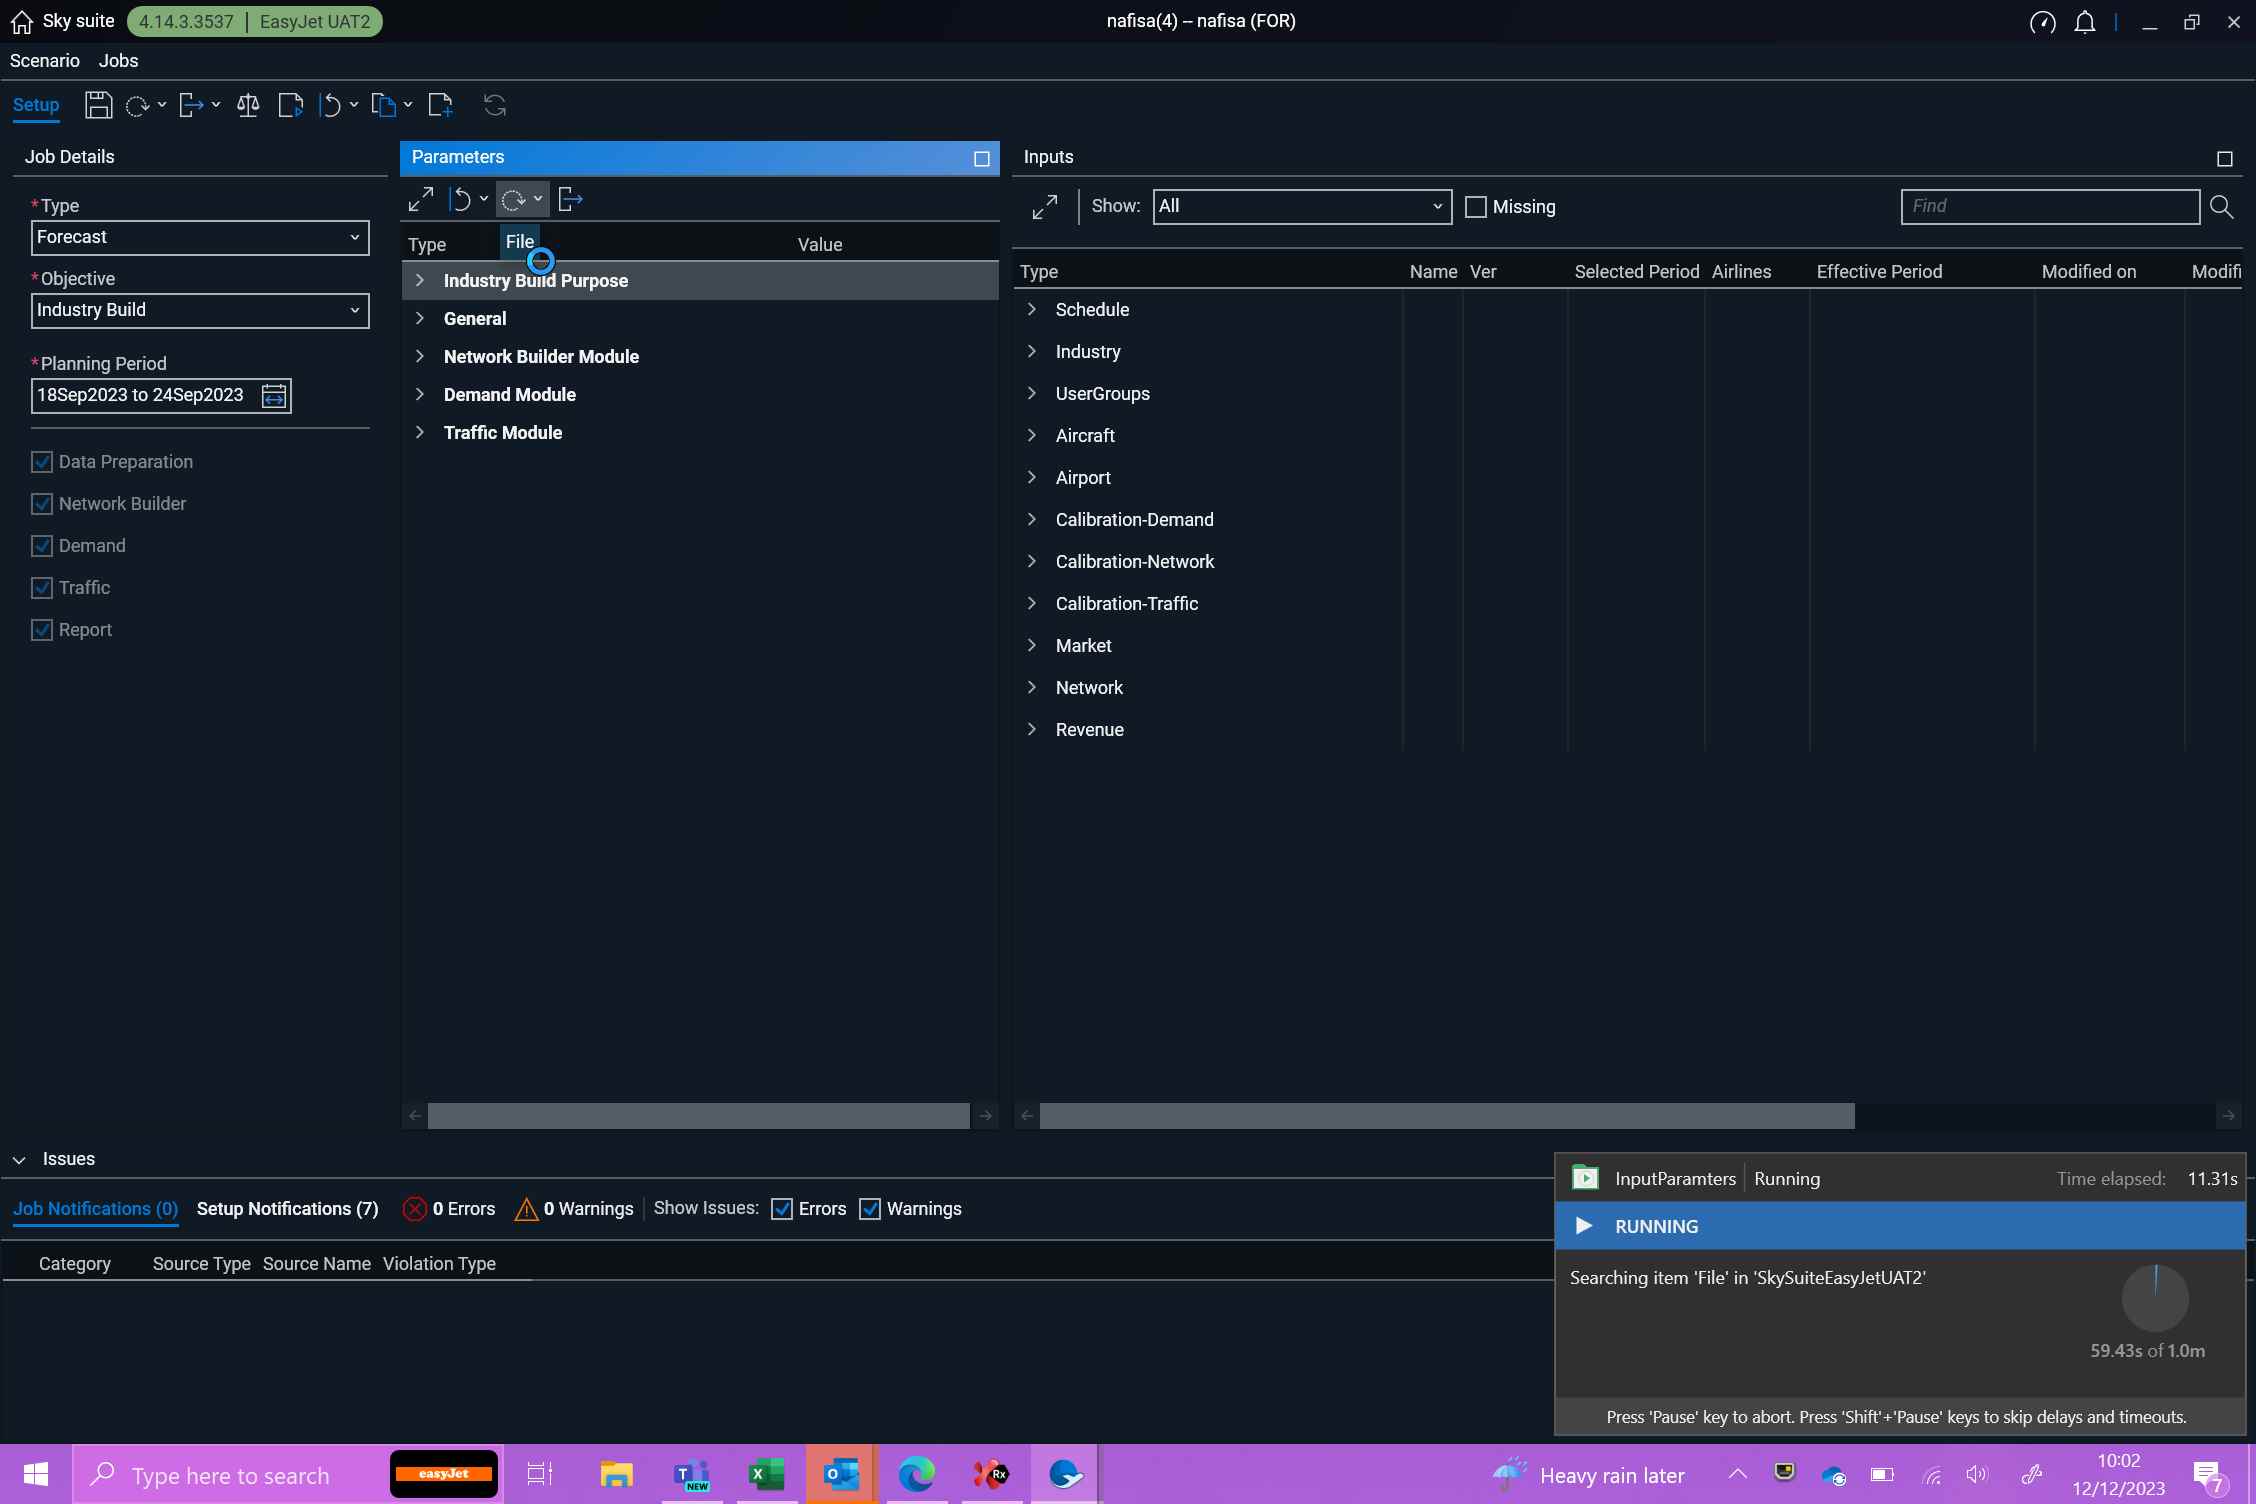 Sky suite 4.14.3.3537 | EasyJet UAT2 nafisa(4) – nafisa (FOR)
Scenario Jobs
Setup
Job Details
*Type
Forecast
*Objective
Industry Build
*Planning Period
18Sep2023 to 24Sep2023
Data Preparation
Network Builder
Demand
Traffic
Report
Parameters
Type File Value
Industry Build Purpose
General
Network Builder Module
Demand Module
Traffic Module
Inputs
Show: All Missing Find
Type Name Ver Selected Period Airlines Effective Period Modified on Modifi
Schedule
Industry
UserGroups
Aircraft
Airport
Calibration-Demand
Calibration-Network
Calibration-Traffic
Market
Network
Revenue
Issues
Job Notifications (0) Setup Notifications (7) 0 Errors 0 Warnings Show Issues: Errors Warnings
Category Source Type Source Name Violation Type
InputParamters Running Time elapsed: 11.31s
RUNNING
Searching item 'File' in 'SkySuiteEasyJetUAT2'
59.43s of 1.0m
Press 'Pause' key to abort. Press 'Shift'+'Pause' keys to skip delays and timeouts.
Type here to search easyJet T NEW X O Rx Heavy rain later
10:02
12/12/2023
7